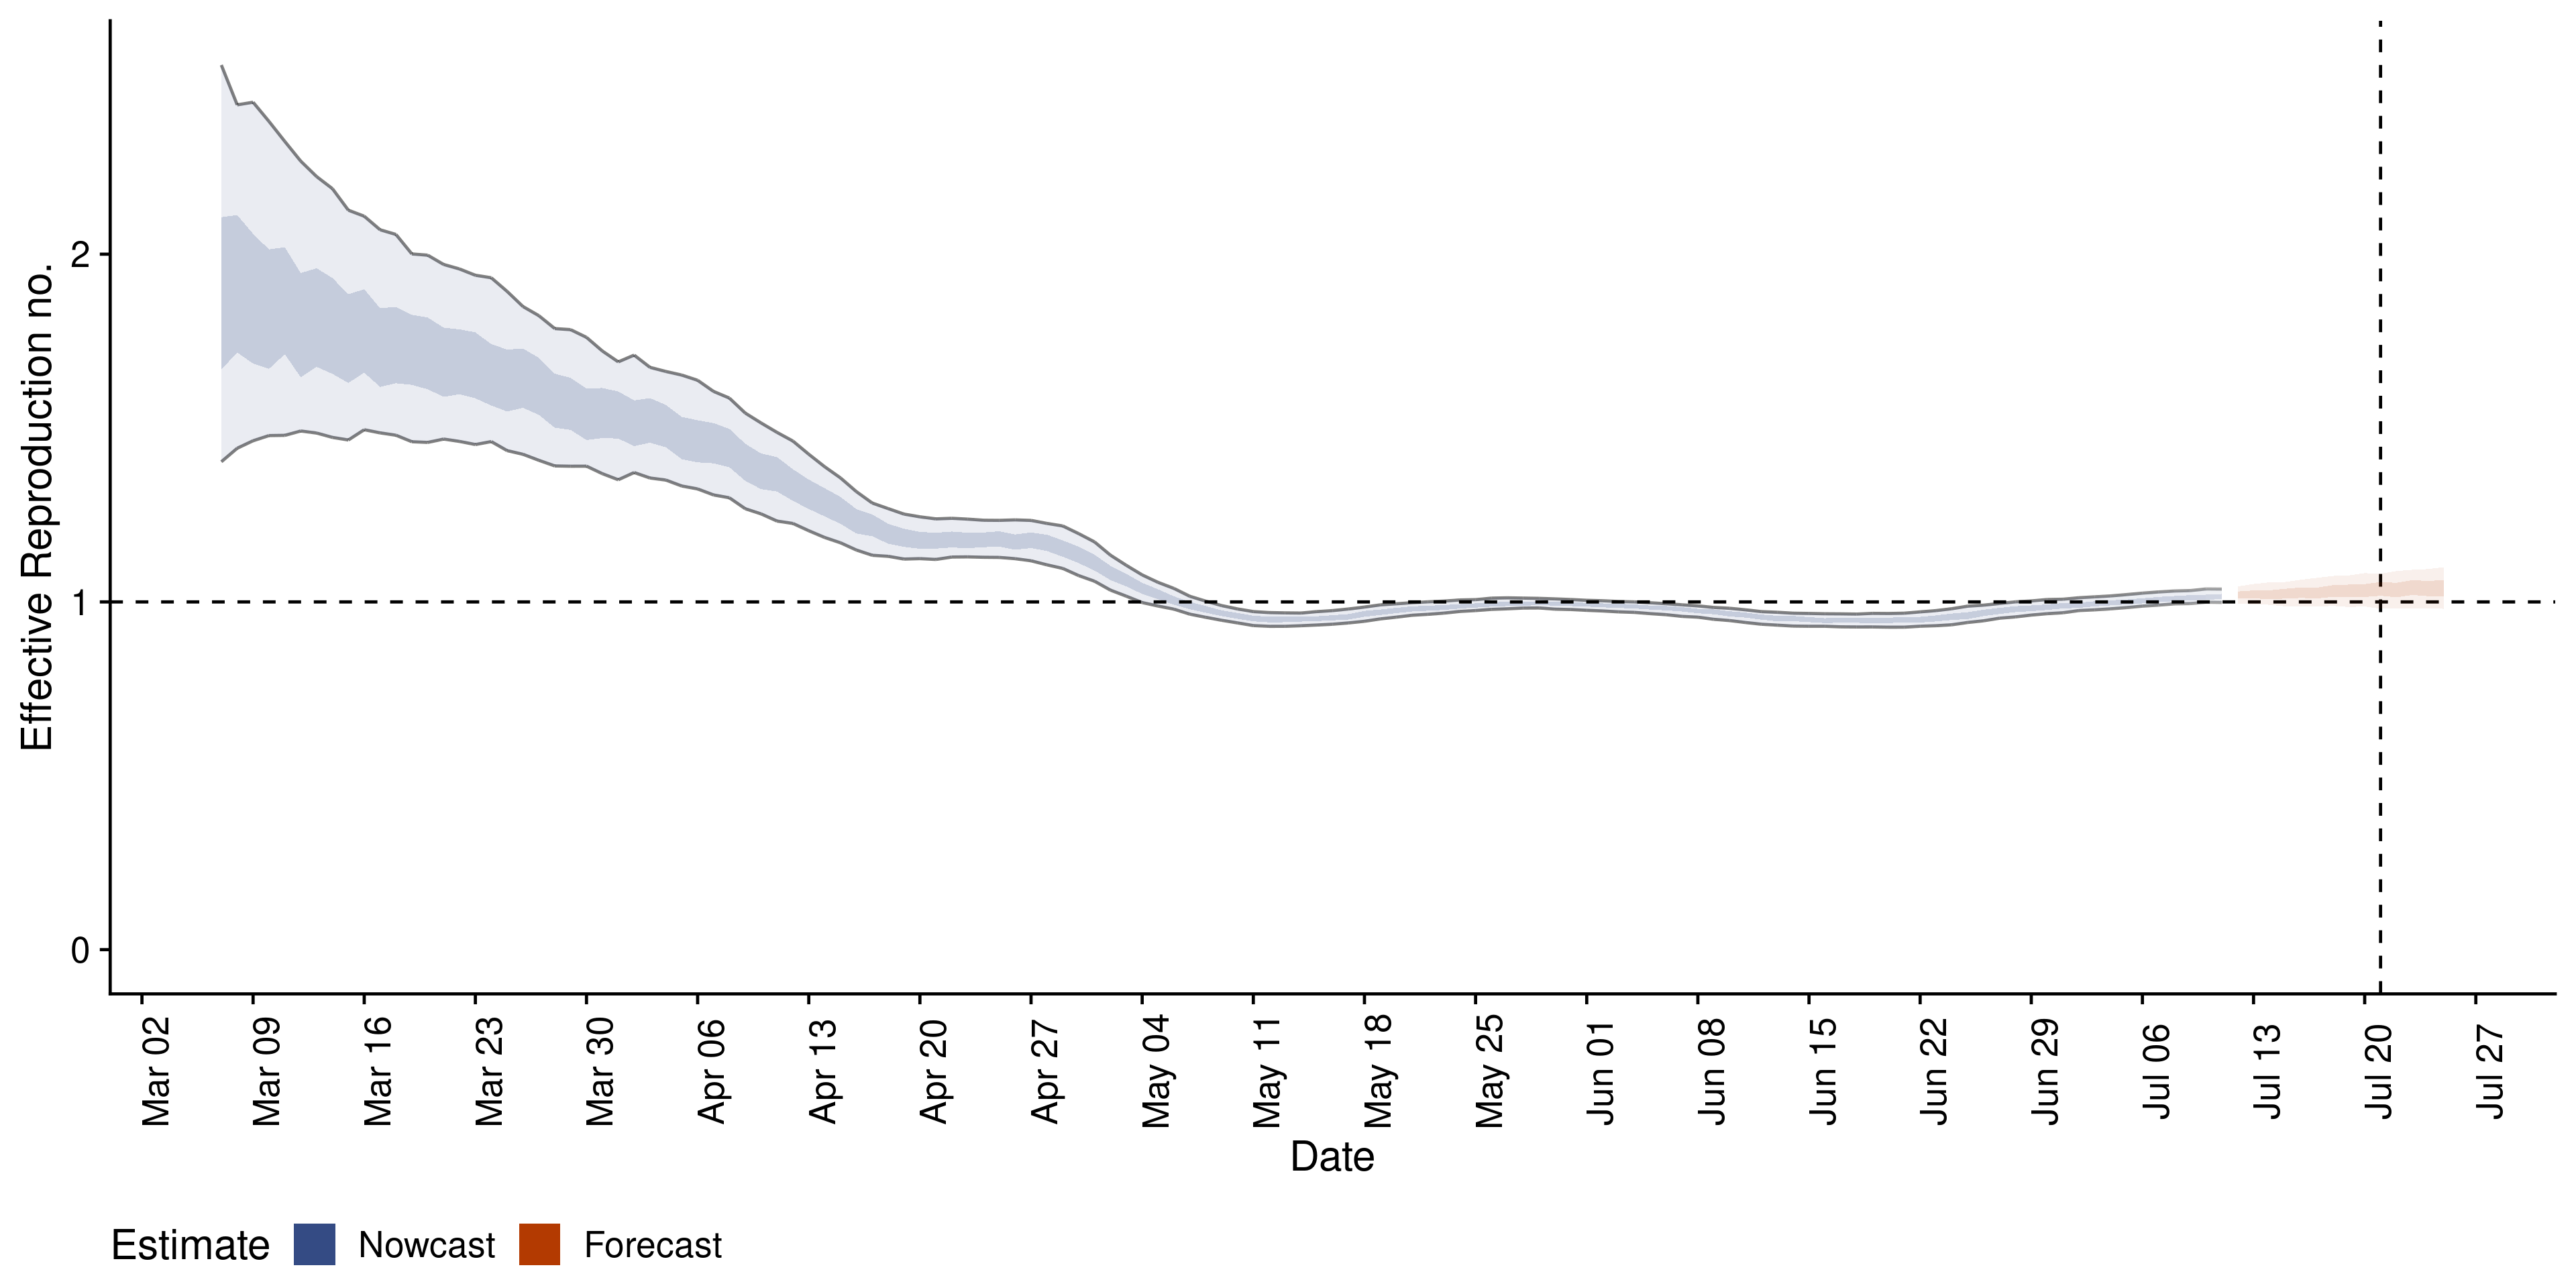 Effective Reproduction no.
2
1
0
Mar 02
Mar 09
Mar 16
Mar 23
Mar 30
Apr 06
Apr 13
Apr 20
Apr 27
May 04
May 11
May 18
May 25
Jun 01
Jun 08
Jun 15
Jun 22
Jun 29
Jul 06
Jul 13
Jul 20
Jul 27
Date
Estimate Nowcast Forecast